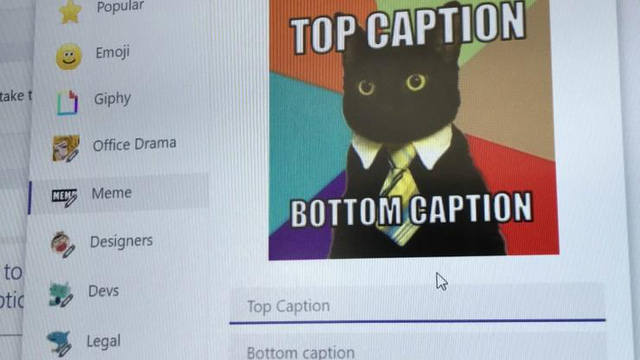 Popular
Emoji
Giphy
Office Drama
MEME
Meme
Designers
Devs
Legal
take t
to
TOP CAPTION
BOTTOM CAPTION
Top Caption
Bottom caption